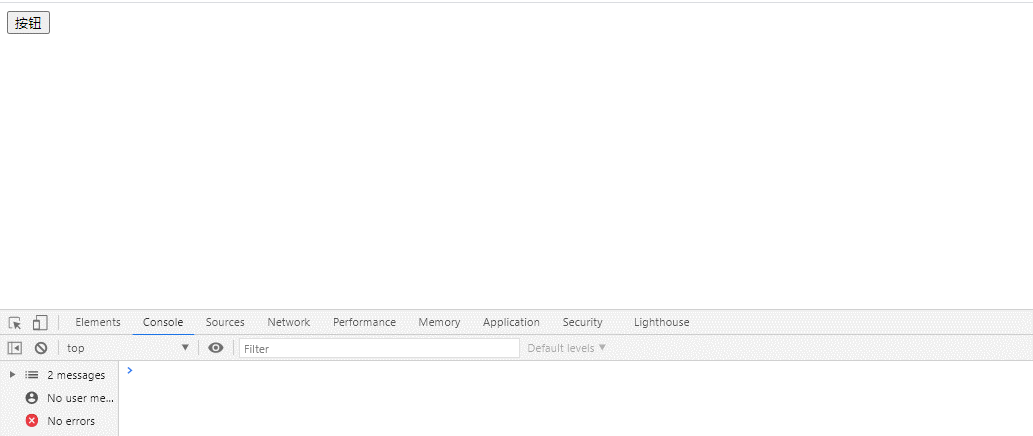 按钮
Elements Console Sources Network Performance Memory Application Security Lighthouse
top Filter Default levels
2 messages
No user me...
No errors